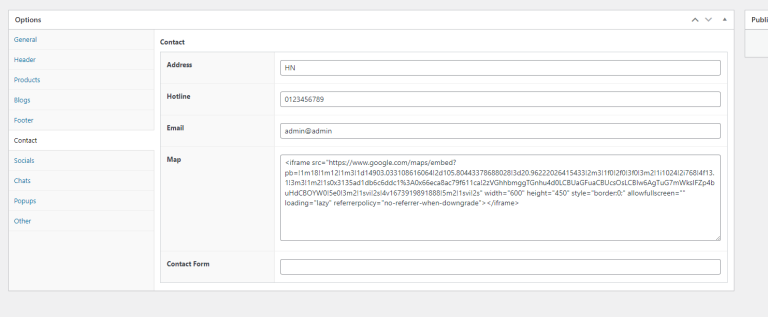 Options
Publi
General
Header
Products
Blogs
Footer
Contact
Socials
Chats
Popups
Other
Contact
Address
HN
Hotline
0123456789
Email
admin@admin
Map
<iframe src="https://www.google.com/maps/embed?
pb=!1m18!1m12!1m3!1d14903.033108616064!2d105.80443378688028!3d20.96222026415433!2m3!1f0!2f0!3f0!3m2!1i1024!2i768!4f13.
1!3m3!1m2!1s0x3135ad1db6c6ddc1%3A0x66eca8ac79f611ca!2zVGhhbmggTGnhu4d0LCBUaGFuaCBUcsOsLCBIw6AgTuG7mWksIFZp4b
uHdCBOYW0!5e0!3m2!1svi!2s!4v1673919891888!5m2!1svi!2s" width="600" height="450" style="border:0;" allowfullscreen=""
loading="lazy" referrerpolicy="no-referrer-when-downgrade"></iframe>
Contact Form